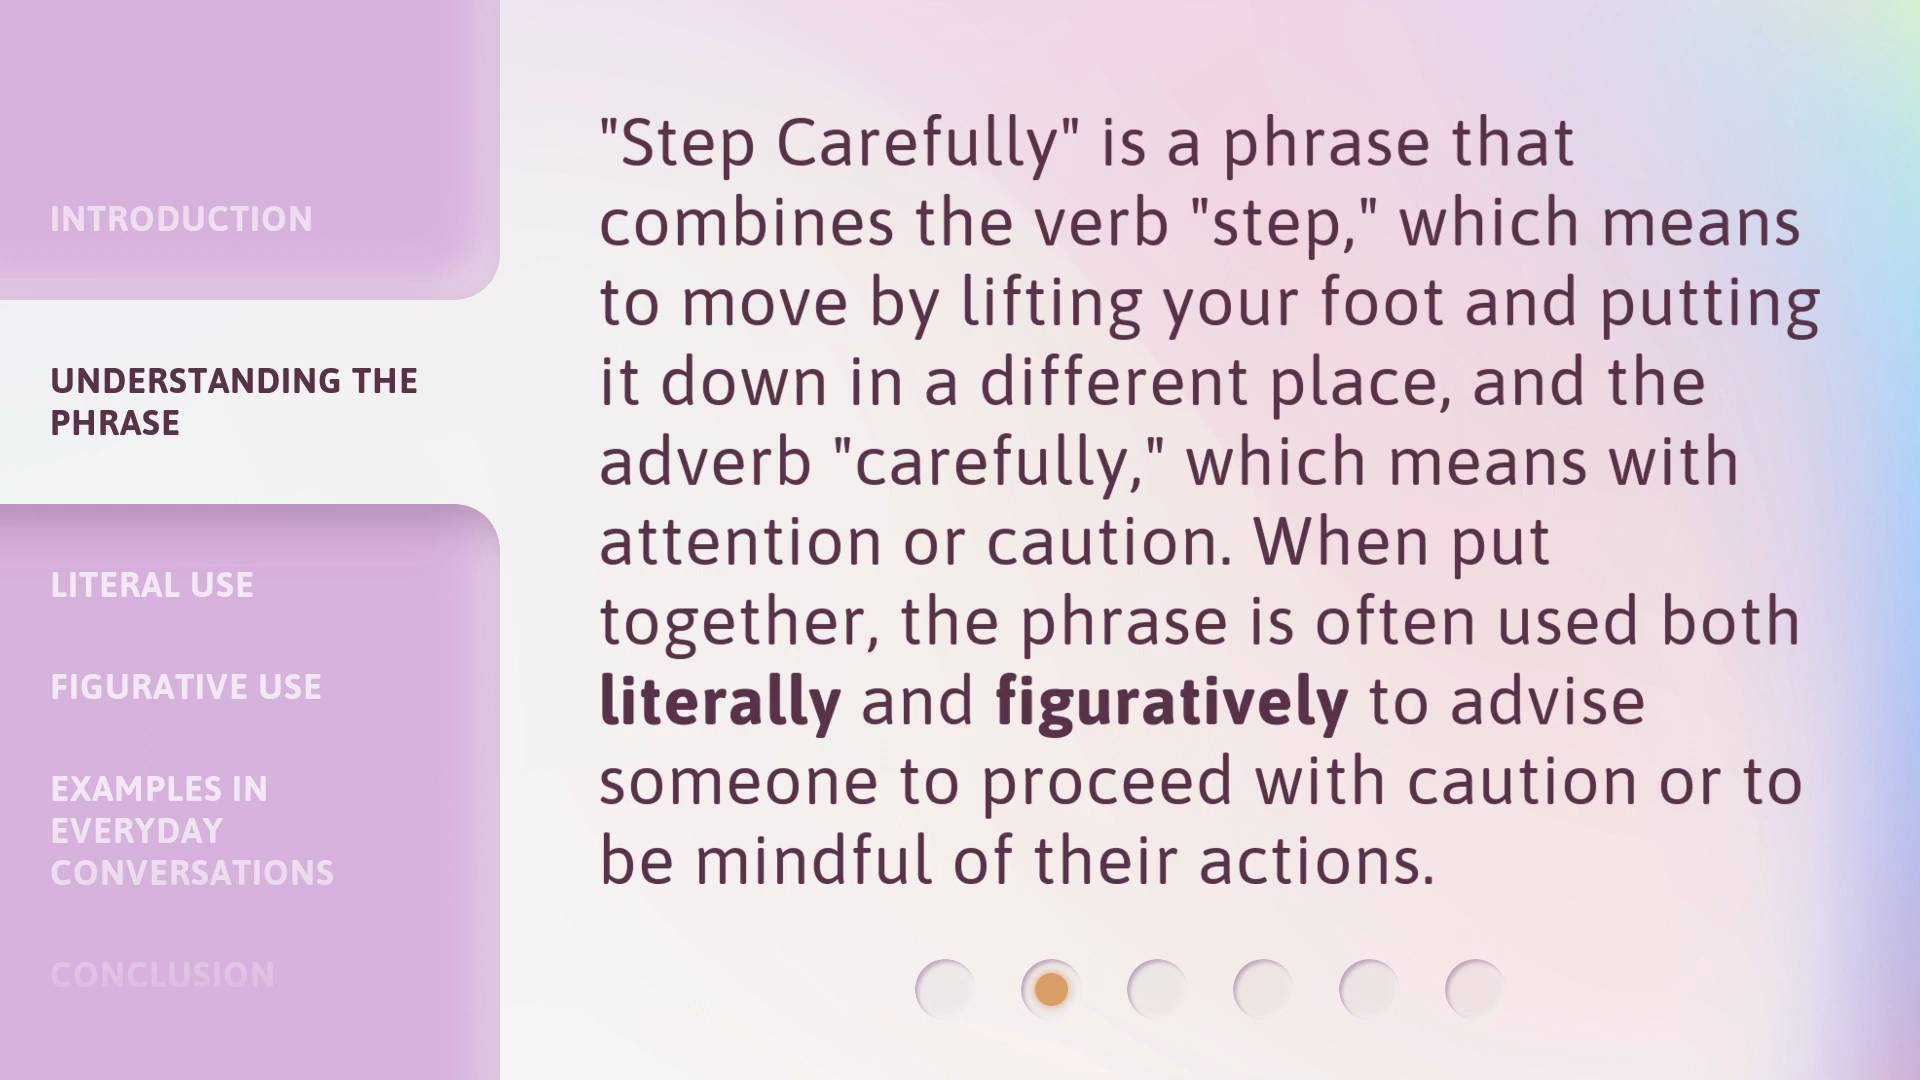 INTRODUCTION
UNDERSTANDING THE
PHRASE
LITERAL USE
FIGURATIVE USE
EXAMPLES IN
EVERYDAY
CONVERSATIONS
CONCLUSION
"Step Carefully" is a phrase that
combines the verb "step," which means
to move by lifting your foot and putting
it down in a different place, and the
adverb "carefully," which means with
attention or caution. When put
together, the phrase is often used both
literally and figuratively to advise
someone to proceed with caution or to
be mindful of their actions.